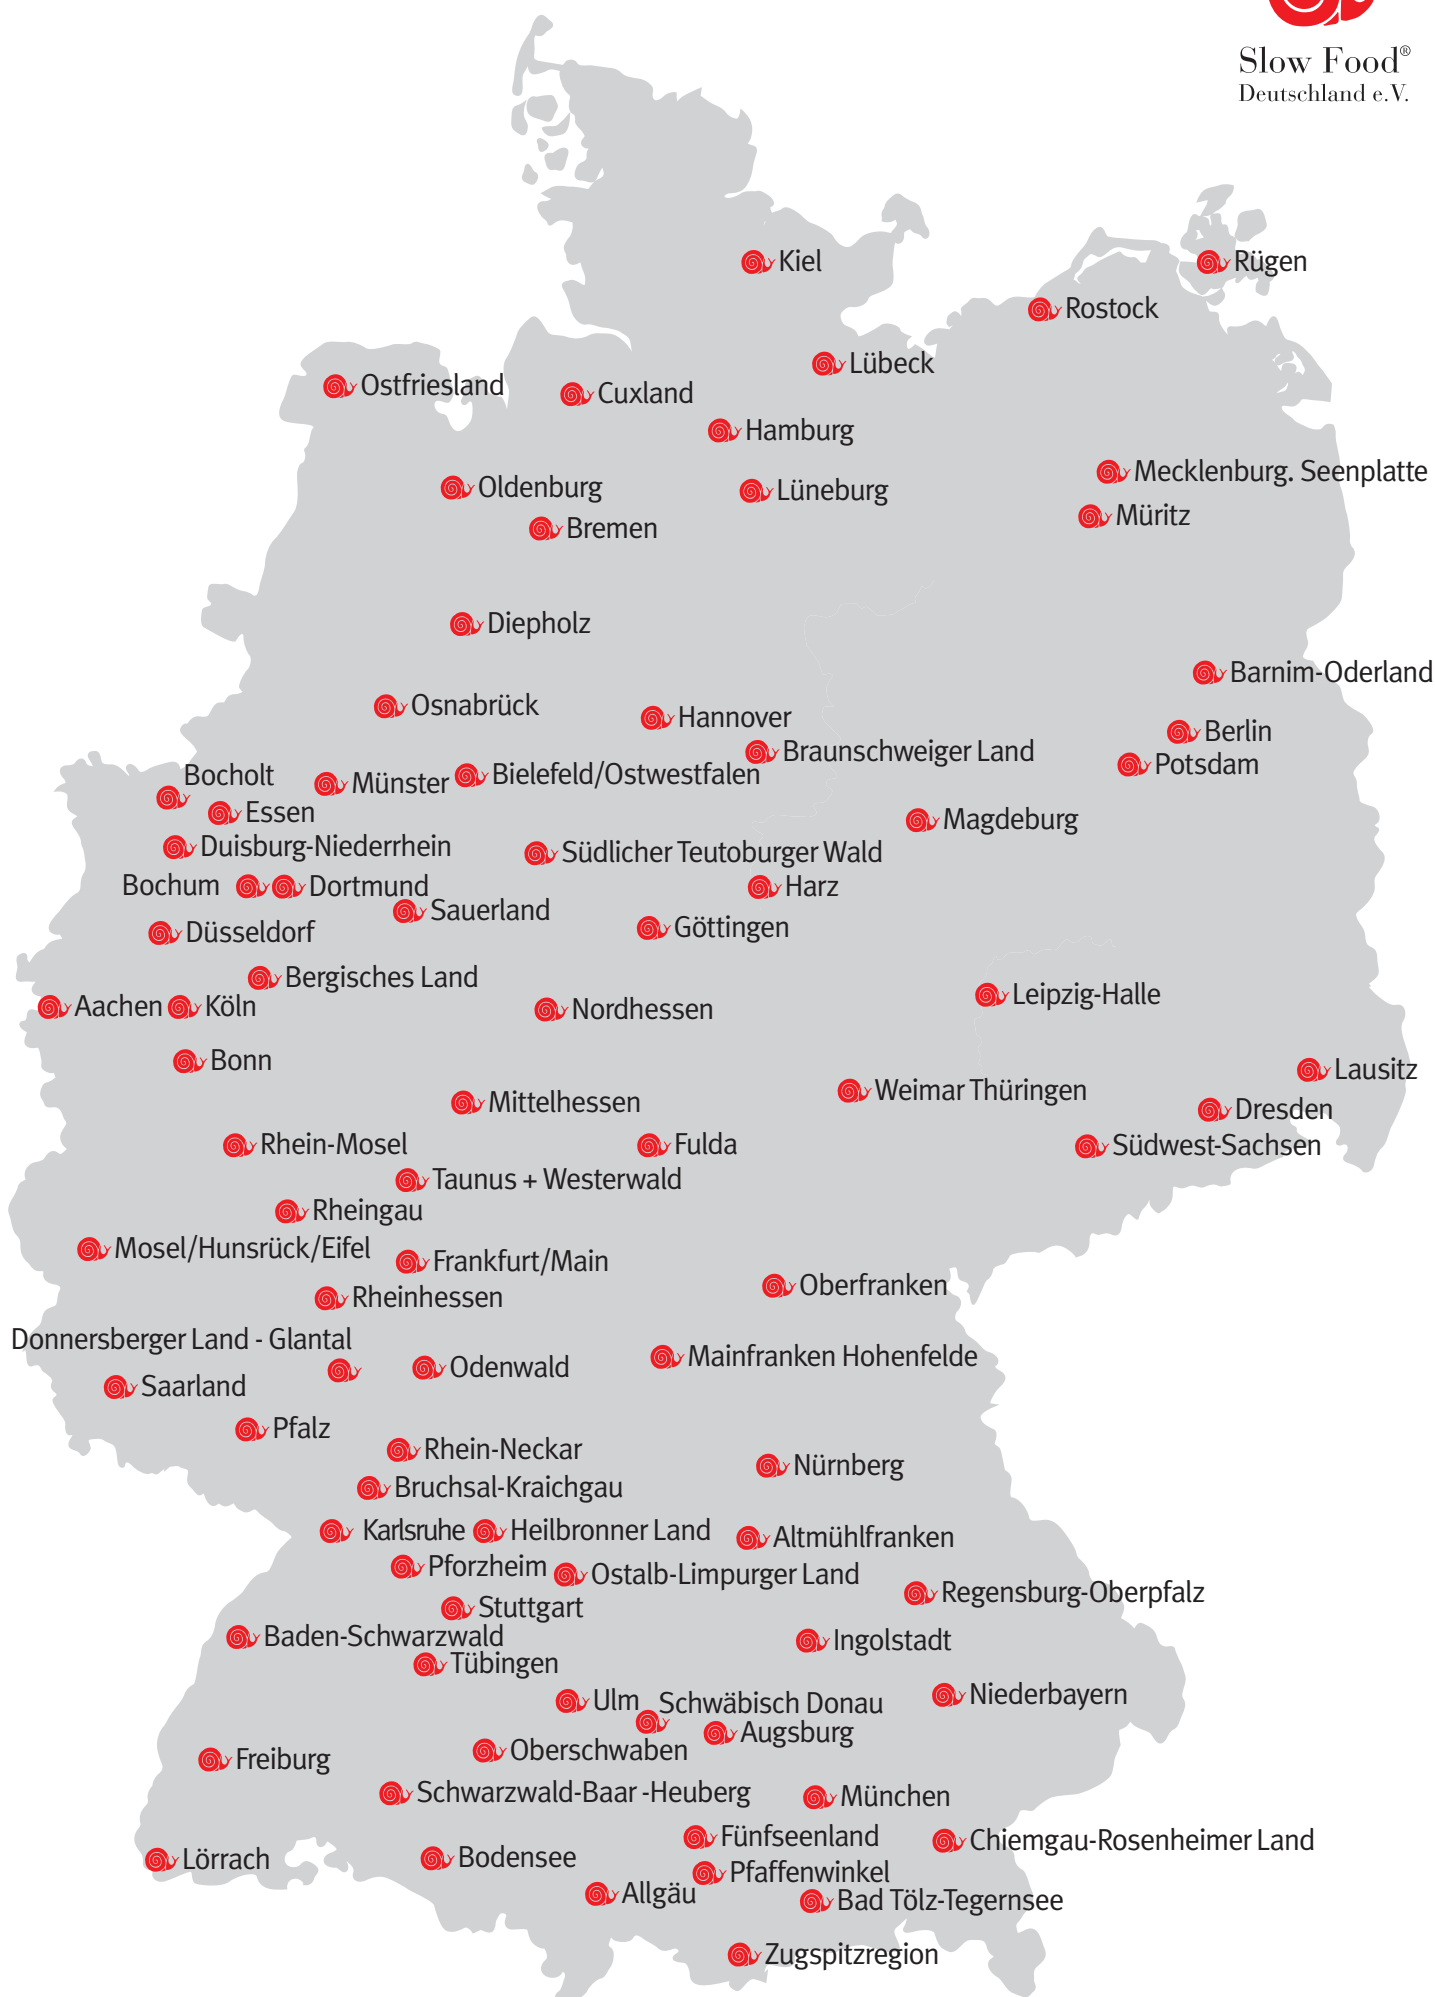 Slow Food®
Deutschland e.V.
Kiel
Rügen
Rostock
Lübeck
Ostfriesland
Cuxland
Hamburg
Mecklenburg. Seenplatte
Oldenburg
Lüneburg
Müritz
Bremen
Diepholz
Barnim-Oderland
Osnabrück
Hannover
Berlin
Braunschweiger Land
Potsdam
Bocholt
Münster
Bielefeld/Ostwestfalen
Essen
Magdeburg
Duisburg-Niederrhein
Südlicher Teutoburger Wald
Bochum
Dortmund
Harz
Sauerland
Düsseldorf
Göttingen
Bergisches Land
Leipzig-Halle
Aachen
Köln
Nordhessen
Bonn
Lausitz
Weimar Thüringen
Mittelhessen
Dresden
Rhein-Mosel
Fulda
Südwest-Sachsen
Taunus + Westerwald
Rheingau
Mosel/Hunsrück/Eifel
Frankfurt/Main
Oberfranken
Rheinhessen
Donnersberger Land - Glantal
Mainfranken Hohenfelde
Odenwald
Saarland
Pfalz
Rhein-Neckar
Nürnberg
Bruchsal-Kraichgau
Karlsruhe
Heilbronner Land
Altmühlfranken
Pforzheim
Ostalb-Limpurger Land
Regensburg-Oberpfalz
Stuttgart
Baden-Schwarzwald
Ingolstadt
Tübingen
Niederbayern
Ulm
Schwäbisch Donau
Augsburg
Oberschwaben
Freiburg
Schwarzwald-Baar -Heuberg
München
Fünfseenland
Chiemgau-Rosenheimer Land
Lörrach
Bodensee
Pfaffenwinkel
Allgäu
Bad Tölz-Tegernsee
Zugspitzregion